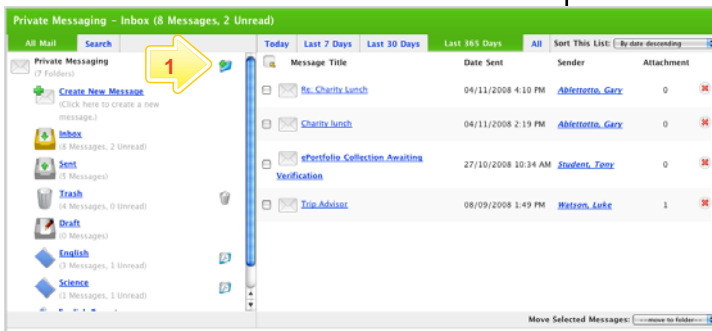 Private Messaging - Inbox (8 Messages, 2 Unread)
All Mail Search
Private Messaging
(7 Folders)
1
Create New Message
(Click here to create a new
message.)
Inbox
(8 Messages, 2 Unread)
Sent
(5 Messages)
Trash
(4 Messages, 0 Unread)
Draft
(0 Messages)
English
(3 Messages, 1 Unread)
Science
(1 Messages, 1 Unread)
Today Last 7 Days Last 30 Days Last 365 Days All Sort This List: By date descending
Message Title Date Sent Sender Attachment
Re: Charity Lunch 04/11/2008 4:10 PM Ablettotto, Gary 0
Charity lunch 04/11/2008 2:19 PM Ablettotto, Gary 0
ePortfolio Collection Awaiting
Verification 27/10/2008 10:34 AM Student, Tony 0
Trip Advisor 08/09/2008 1:49 PM Watson, Luke 1
Move Selected Messages: ---move to folder---